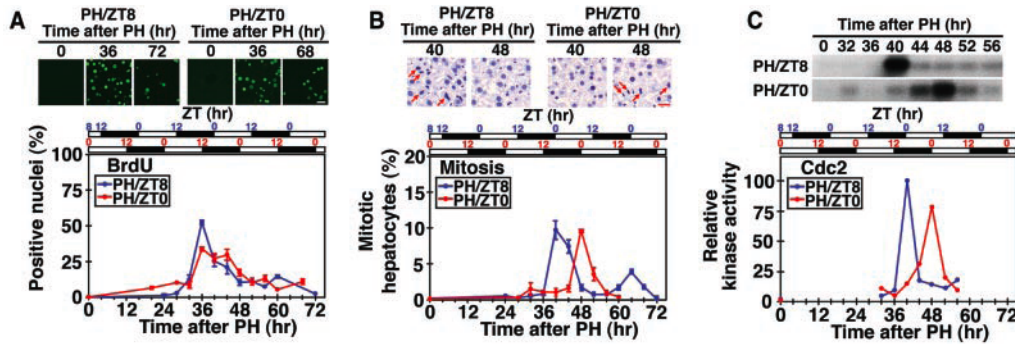 A
PH/ZT8 PH/ZT0
Time after PH (hr) Time after PH (hr)
0 36 72 0 36 68
ZT (hr)
8 12 0 12 0 12 0
0 12 0 12 0 12 0
Positive nuclei (%)
100
75
50
25
0
BrdU
PH/ZT8
PH/ZT0
0 12 24 36 48 60 72
Time after PH (hr)
B
PH/ZT8 PH/ZT0
Time after PH (hr) Time after PH (hr)
40 48 40 48
ZT (hr)
8 12 0 12 0 12 0
0 12 0 12 0 12 0
Mitotic
hepatocytes (%)
20
15
10
5
0
Mitosis
PH/ZT8
PH/ZT0
0 12 24 36 48 60 72
Time after PH (hr)
C
Time after PH (hr)
0 32 36 40 44 48 52 56
PH/ZT8
PH/ZT0
ZT (hr)
8 12 0 12 0 12 0
0 12 0 12 0 12 0
Relative
kinase activity
100
75
50
25
0
Cdc2
PH/ZT8
PH/ZT0
0 12 24 36 48 60 72
Time after PH (hr)